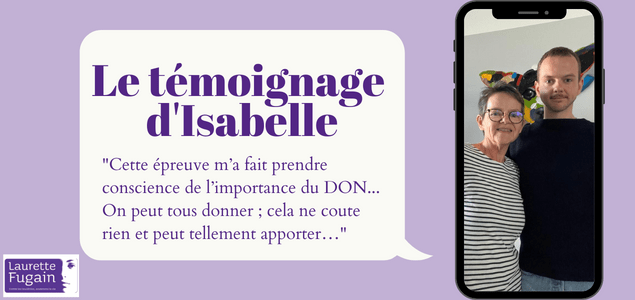 Le témoignage
d'Isabelle
"Cette épreuve m'a fait prendre
conscience de l'importance du DON...
On peut tous donner ; cela ne coute
rien et peut tellement apporter…"
Laurette
Fugain